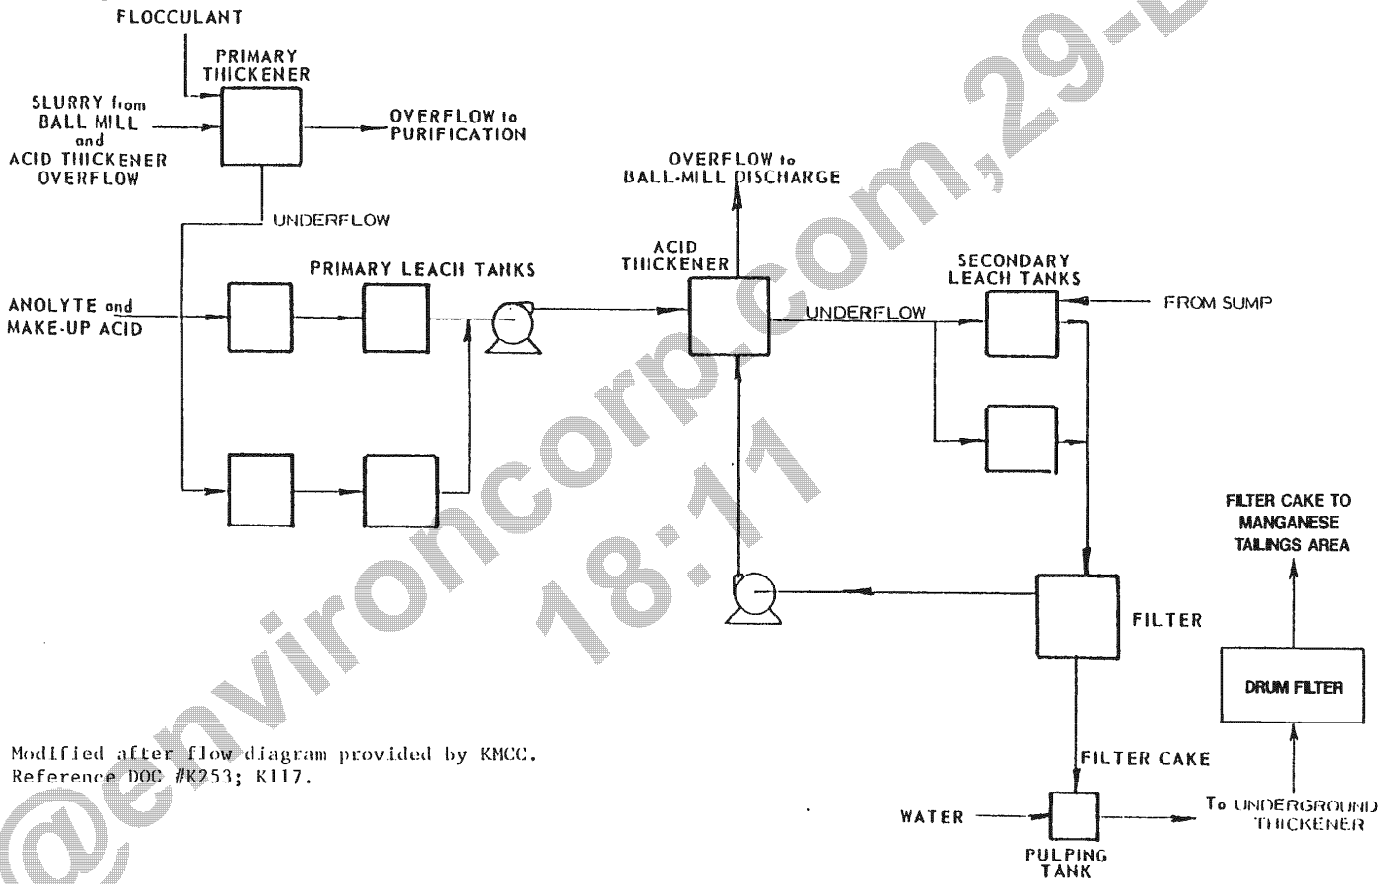 FLOCCULANT
PRIMARY
THICKENER
SLURRY from
BALL MILL
and
ACID THICKENER
OVERFLOW
OVERFLOW to
PURIFICATION
UNDERFLOW
OVERFLOW to
BALL-MILL DISCHARGE
ACID
THICKENER
PRIMARY LEACH TANKS
SECONDARY
LEACH TANKS
ANOLYTE and
MAKE-UP ACID
UNDERFLOW
FROM SUMP
FILTER CAKE TO
MANGANESE
TAILINGS AREA
FILTER
DRUM FILTER
FILTER CAKE
WATER
To UNDERGROUND
THICKENER
PULPING
TANK
Modified after flow diagram provided by KMCC.
Reference DOC #K253; K117.
@environcorp.com,29-D
18:11